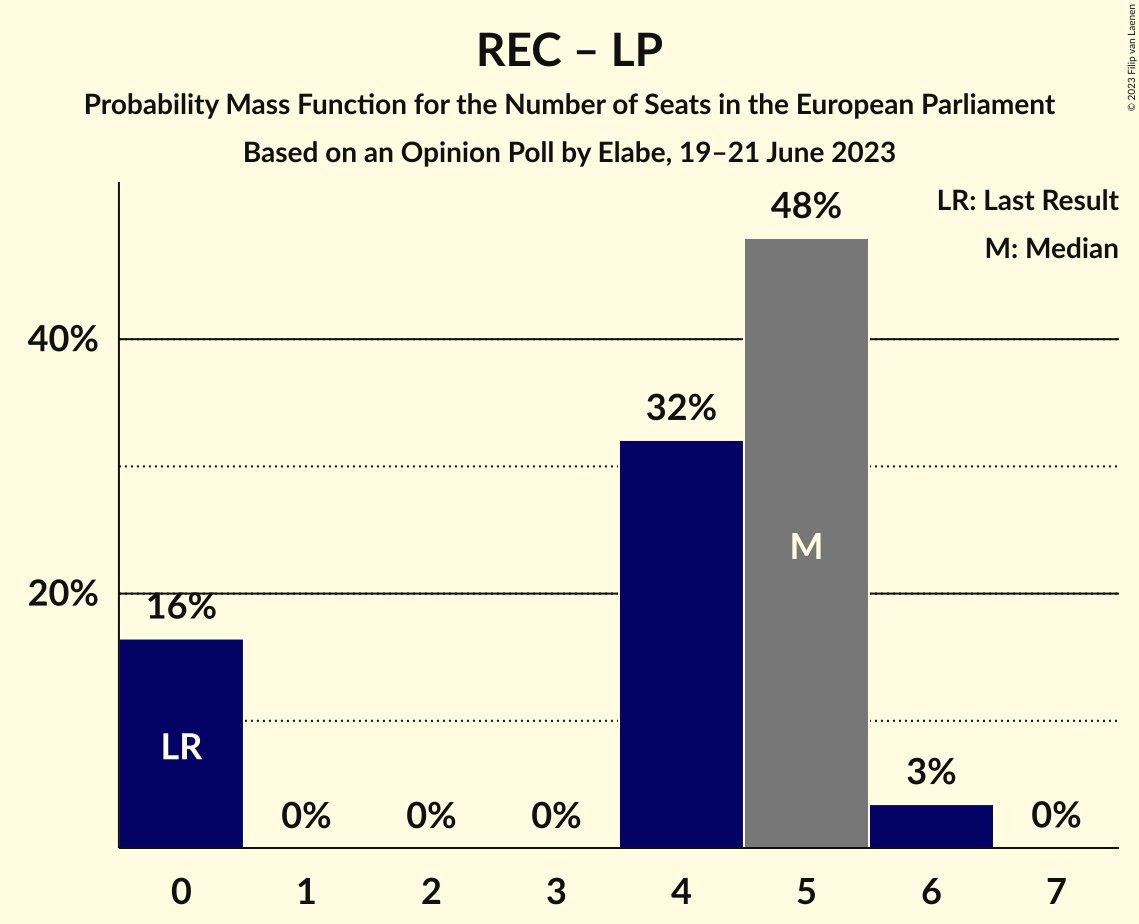 REC – LP
Probability Mass Function for the Number of Seats in the European Parliament
Based on an Opinion Poll by Elabe, 19–21 June 2023
© 2023 Filip van Laenen
LR: Last Result
M: Median
48%
40%
32%
M
20%
16%
LR
3%
0% 0% 0% 0%
0 1 2 3 4 5 6 7